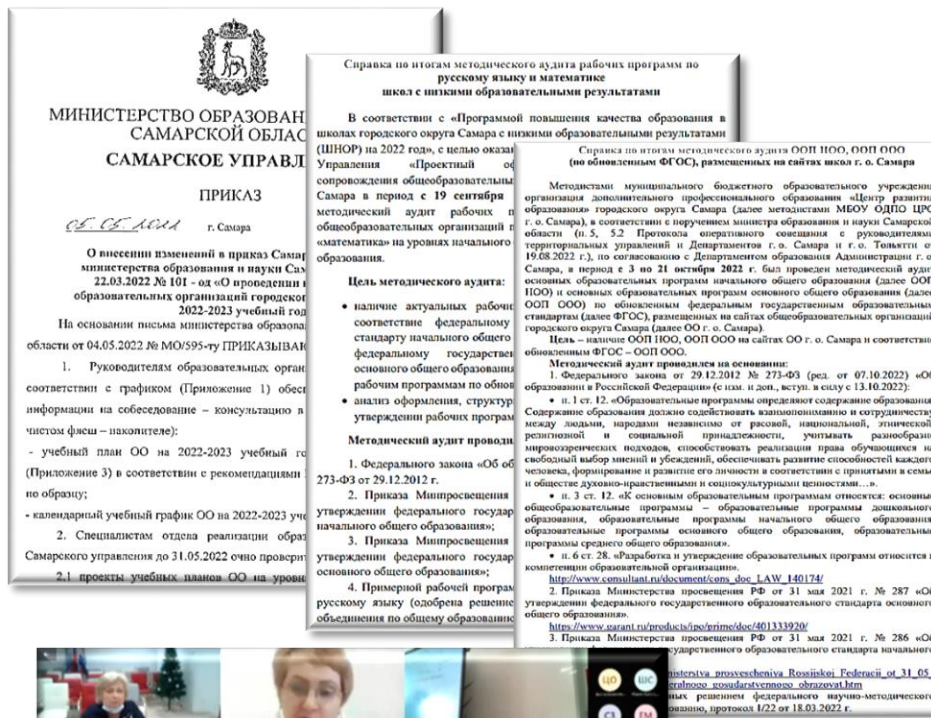 МИНИСТЕРСТВО ОБРАЗОВАН
САМАРСКОЙ ОБЛАС
САМАРСКОЕ УПРАВЛ
ПРИКАЗ
05.05.2022 г. Самара
О внесении изменений в приказ Самар
министерства образования и науки Сам
22.03.2022 № 101 - од «О проведении
образовательных организаций городског
2022-2023 учебный год
На основании письма министерства образова
области от 04.05.2022 № МО/595-ту ПРИКАЗЫВАЮ
1. Руководителям образовательных орган
соответствии с графиком (Приложение 1) обесп
информации на собеседование – консультацию в
чистом флеш – накопителе):
- учебный план ОО на 2022-2023 учебный го
(Приложение 3) в соответствии с рекомендациями
по образцу;
- календарный учебный график ОО на 2022-2023 уче
2. Специалистам отдела реализации образ
Самарского управления до 31.05.2022 очно проверит
2.1 проекты учебных планов ОО на уровн
Справка по итогам методического аудита рабочих программ по
русскому языку и математике
школ с низкими образовательными результатами
В соответствии с «Программой повышения качества образования в
школах городского округа Самара с низкими образовательными результатами
(ШНОР) на 2022 год», с целью оказан
Управления «Проектный оф
сопровождения общеобразовательны
Самара в период с 19 сентября
методический аудит рабочих п
общеобразовательных организаций п
«математика» на уровнях начального
образования.
Цель методического аудита:
• наличие актуальных рабочи
соответствие федеральному
стандарту начального общего
федеральному государствен
основного общего образования
рабочим программам по обнов
• анализ оформления, структур
утверждении рабочих програм
Методический аудит проводи
1. Федерального закона «Об об
273-ФЗ от 29.12.2012 г.
2. Приказа Минпросвещения
утверждении федерального государ
начального общего образования»;
3. Приказа Минпросвещения
утверждении федерального государ
основного общего образования»;
4. Примерной рабочей програм
русскому языку (одобрена решение
объединения по общему образованию
Справка по итогам методического аудита ООП НОО, ООП ООО
(по обновленным ФГОС), размещенных на сайтах школ г. о. Самара
Методистами муниципального бюджетного образовательного учреждени
организация дополнительного профессионального образования «Центр развити
образования» городского округа Самара (далее методистами МБОУ ОДПО ЦРО
г. о. Самара), в соответствии с поручением министра образования и науки Самарской
области (п.5, 5.2 Протокола оперативного совещания с руководителями
территориальных управлений и Департаментов г. о. Самара и г.о. Тольятти от
19.08.2022 г.), по согласованию с Департаментом образования Администрации г. о.
Самара, в период с 3 по 21 октября 2022 г. был проведен методический аудит
основных образовательных программ начального общего образования (далее ООП
НОО) и основных образовательных программ основного общего образования (далее
ООП ООО) по обновленным федеральным государственным образовательным
стандартам (далее ФГОС), размещенных на сайтах общеобразовательных организаций
городского округа Самара (далее ОО г. о. Самара).
Цель – наличие ООП НОО, ООП ООО на сайтах ОО г. о. Самара и соответствие
обновленным ФГОС – ООП ООО.
Методический аудит проводился на основании:
1. Федерального закона от 29.12.2012 № 273-ФЗ (ред. от 07.10.2022) «Об
образовании в Российской Федерации» (с изм. и доп., вступ. в силу с 13.10.2022):
• п. 1 ст. 12. «Образовательные программы определяют содержание образования.
Содержание образования должно содействовать взаимопониманию и сотрудничеству
между людьми, народами независимо от расовой, национальной, этнической,
религиозной и социальной принадлежности, учитывать разнообразие
мировоззренческих подходов, способствовать реализации права обучающихся на
свободный выбор мнений и убеждений, обеспечивать развитие способностей каждого
человека, формирование и развитие его личности в соответствии с принятыми в семье
и обществе духовно-нравственными и социокультурными ценностями…».
• п. 3 ст. 12. «К основным образовательным программам относятся: основные
общеобразовательные программы – образовательные программы дошкольного
образования, образовательные программы начального общего образования,
образовательные программы основного общего образования, образовательные
программы среднего общего образования».
• п. 6 ст. 28. «Разработка и утверждение образовательных программ относится к
компетенции образовательной организации».
http://www.consultant.ru/document/cons_doc_LAW_140174/
2. Приказа Министерства просвещения РФ от 31 мая 2021 г. № 287 «Об
утверждении федерального государственного образовательного стандарта основного
общего образования».
https://www.garant.ru/products/ipo/prime/doc/401333920/
3. Приказа Министерства просвещения РФ от 31 мая 2021 г. № 286 «Об
сударственного образовательного стандарта начального
nisterstva_prosvescheniya_Rossijskoj_Federacii_ot_31_05_
eralnogo_gosudarstvennogo_obrazovat.htm
ных решением федерального научно-методического
ованию, протокол 1/22 от 18.03.2022 г.
ЦО
ШС
СЗ
ЕМ